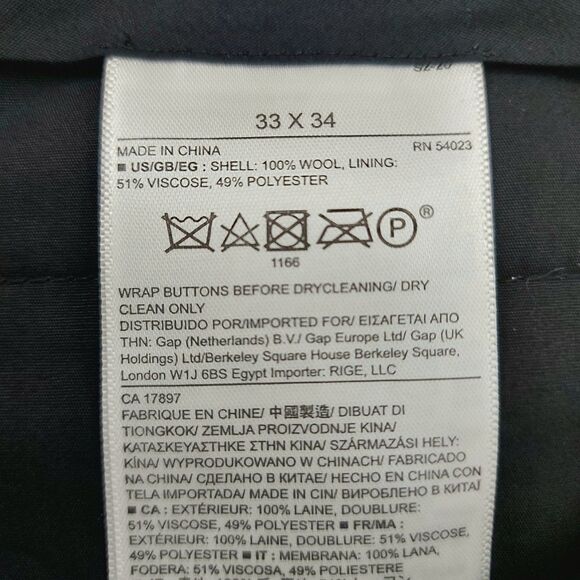 33 X 34
MADE IN CHINA RN 54023
■ US/GB/EG : SHELL: 100% WOOL, LINING:
51% VISCOSE, 49% POLYESTER
P ®
1166
WRAP BUTTONS BEFORE DRYCLEANING/ DRY
CLEAN ONLY
DISTRIBUIDO POR/IMPORTED FOR/ ΕΙΣΑΓΕΤΑΙ ΑΠΟ
ΤΗΝ: Gap (Netherlands) B.V./ Gap Europe Ltd/ Gap (UK
Holdings) Ltd/Berkeley Square House Berkeley Square,
London W1J 6BS Egypt Importer: RIGE, LLC
CA 17897
FABRIQUE EN CHINE/ 中國製造/ DIBUAT DI
TIONGKOK/ ZEMLJA PROIZVODNJE KINA/
ΚΑΤΑΣΚΕΥΑΣΤΗΚΕ ΣΤΗΝ ΚΙΝΑ/ SZÁRMAZÁSI HELY:
KÍNA/ WYPRODUKOWANO W CHINACH/ FABRICADO
NA CHINA/ СДЕЛАНО В КИТАЕ/ HECHO EN CHINA CON
TELA IMPORTADA/ MADE IN CIN/ ВИРОБЛЕНО В КИТАЇ
■ CA : EXTÉRIEUR: 100% LAINE, DOUBLURE:
51% VISCOSE, 49% POLYESTER ■ FR/MA :
EXTÉRIEUR: 100% LAINE, DOUBLURE: 51% VISCOSE,
49% POLYESTER ■ IT : MEMBRANA: 100% LANA,
FODERA: 51% VISCOSA, 49% POLIESTERE